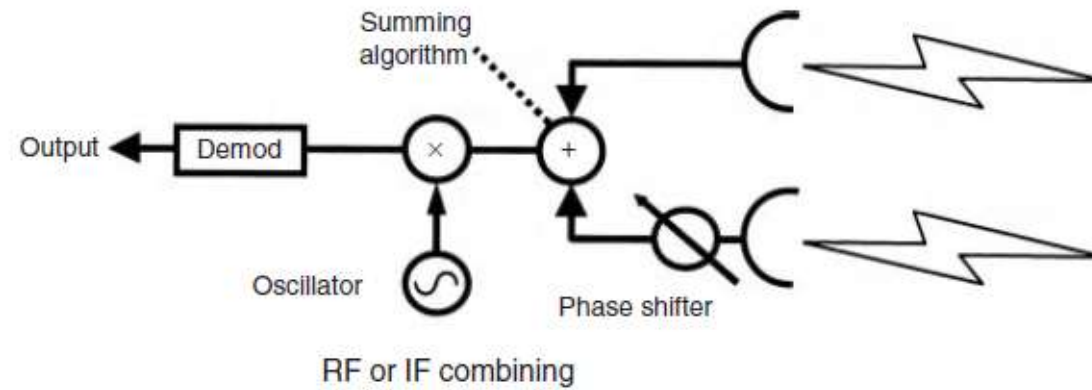 Summing
algorithm
Output
Demod
×
+
Oscillator
Phase shifter
RF or IF combining